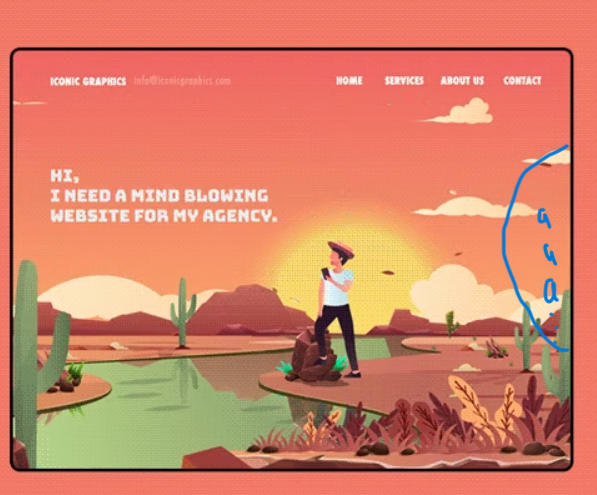 ICONIC GRAPHICS info@iconicgraphics.com HOME SERVICES ABOUT US CONTACT
HI,
I NEED A MIND BLOWING
WEBSITE FOR MY AGENCY.